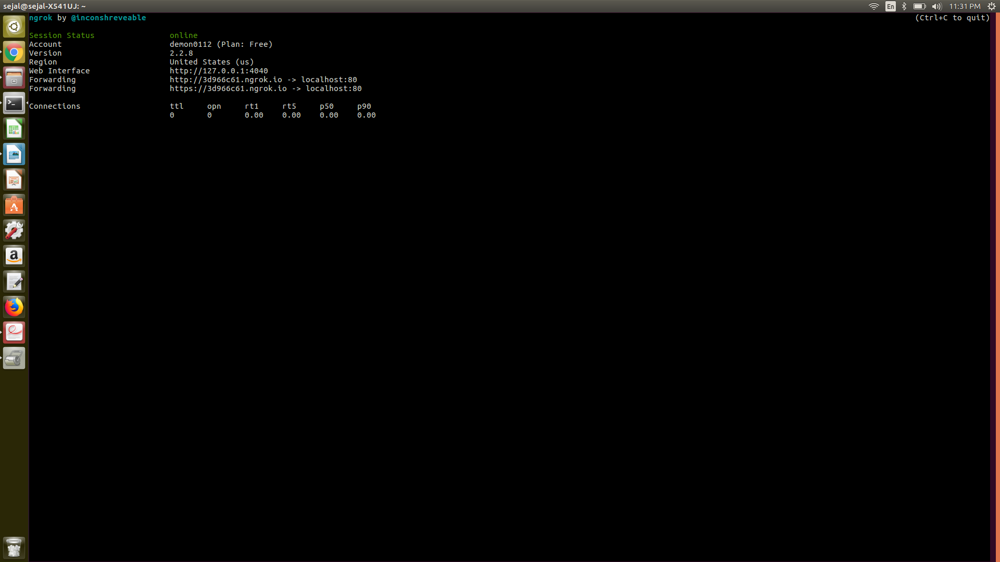 sejal@sejal-X541UJ: ~
En
11:31 PM
ngrok by @inconshreveable
(Ctrl+C to quit)
Session Status online
Account demon0112 (Plan: Free)
Version 2.2.8
Region United States (us)
Web Interface http://127.0.0.1:4040
Forwarding http://3d966c61.ngrok.io -> localhost:80
Forwarding https://3d966c61.ngrok.io -> localhost:80
Connections ttl opn rt1 rt5 p50 p90
0 0 0.00 0.00 0.00 0.00